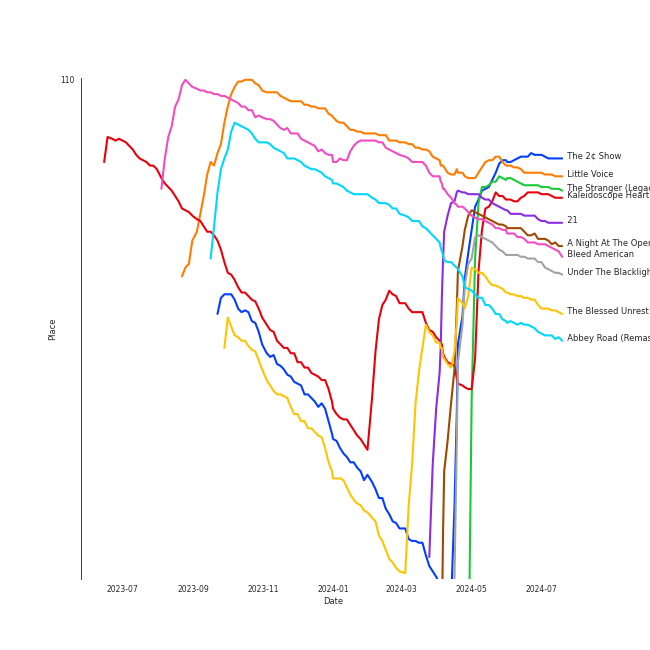 110
The 2¢ Show
Little Voice
The Stranger (Legac
Kaleidoscope Heart
21
A Night At The Oper
Bleed American
Under The Blackligh
The Blessed Unrest
Abbey Road (Remas
Place
2023-07
2023-09
2023-11
2024-01
2024-03
2024-05
2024-07
Date